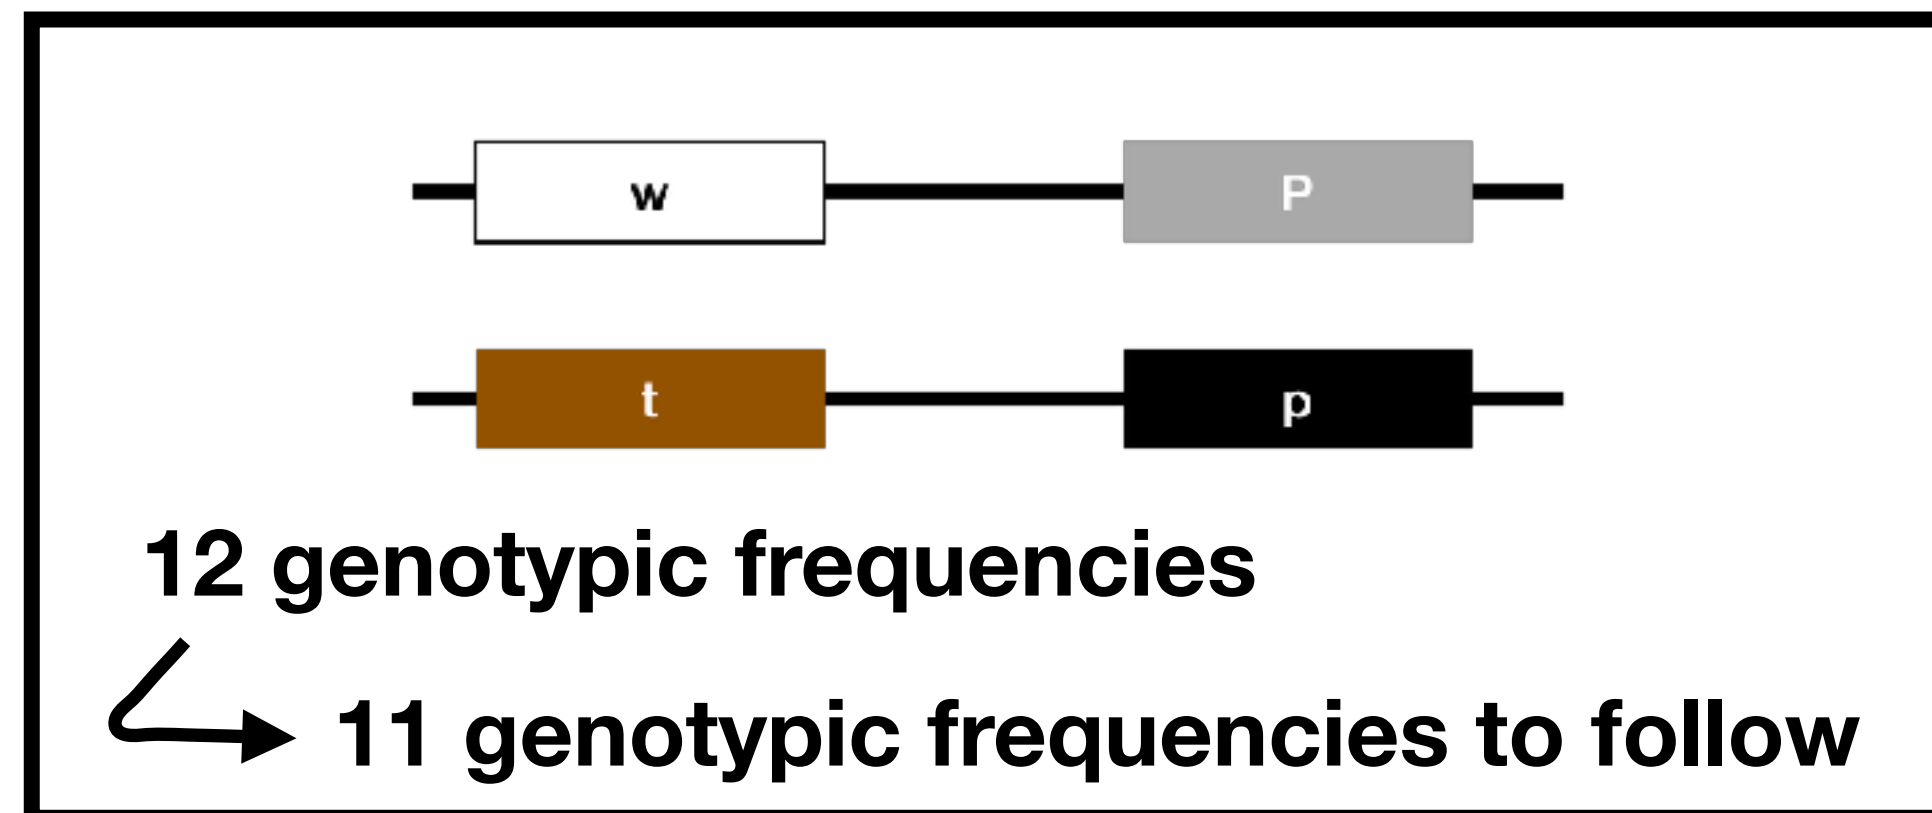 w
P
t
p
12 genotypic frequencies
11 genotypic frequencies to follow